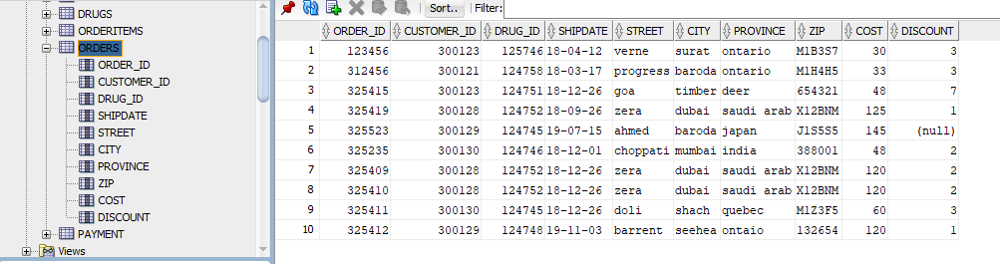 DRUGS
ORDERITEMS
ORDERS
ORDER_ID
CUSTOMER_ID
DRUG_ID
SHIPDATE
STREET
CITY
PROVINCE
ZIP
COST
DISCOUNT
PAYMENT
Views
Sort.. Filter:
ORDER_ID CUSTOMER_ID DRUG_ID SHIPDATE STREET CITY PROVINCE ZIP COST DISCOUNT
1 123456 300123 125746 18-04-12 verne surat ontario M1B3S7 30 3
2 312456 300121 124758 18-03-17 progress baroda ontario M1H4H5 33 3
3 325415 300123 124751 18-12-26 goa timber deer 654321 48 7
4 325419 300128 124752 18-09-26 zera dubai saudi arab X12BNM 125 1
5 325523 300129 124745 19-07-15 ahmed baroda japan J1S5S5 145 (null)
6 325235 300130 124746 18-12-01 choppati mumbai india 388001 48 2
7 325409 300128 124752 18-12-26 zera dubai saudi arab X12BNM 120 2
8 325410 300128 124752 18-12-26 zera dubai saudi arab X12BNM 120 2
9 325411 300130 124745 18-12-26 doli shach quebec M1Z3F5 60 3
10 325412 300129 124748 19-11-03 barrent seehea ontaio 132654 120 1